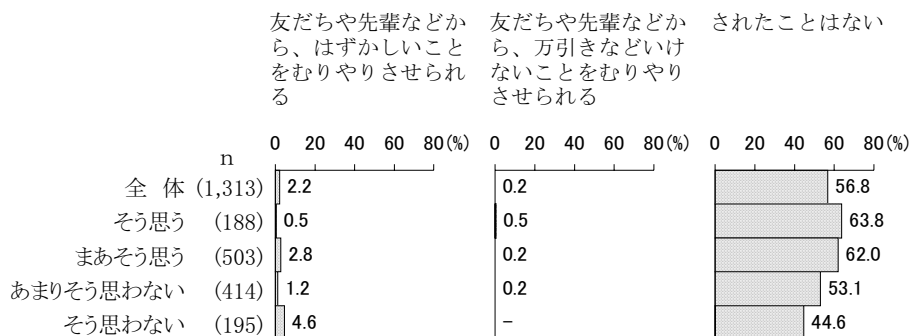 友だちや先輩などか
ら、はずかしいこと
をむりやりさせられ
る
友だちや先輩などか
ら、万引きなどいけ
ないことをむりやり
させられる
されたことはない
0 20 40 60 80(%) 0 20 40 60 80(%) 0 20 40 60 80(%)
n
全 体 (1,313) 2.2 0.2 56.8
そう思う (188) 0.5 0.5 63.8
まあそう思う (503) 2.8 0.2 62.0
あまりそう思わない (414) 1.2 0.2 53.1
そう思わない (195) 4.6 - 44.6